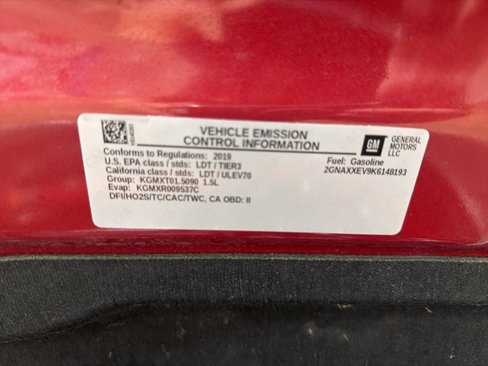 VEHICLE EMISSION
CONTROL INFORMATION
GM
GENERAL
MOTORS
LLC
Conforms to Regulations: 2019
U.S. EPA class / stds: LDT / TIER3
California class / stds: LDT / ULEV70
Group: KGMXT01.5090 1.5L
Evap: KGMXR009537C
DFI/HO2S/TC/CAC/TWC, CA OBD: II
Fuel: Gasoline
2GNAXXEV9K6148193